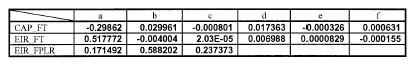 a b c d e f
CAP_FT -0.29862 0.029961 -0.000801 0.017363 -0.000326 0.000631
EIR_FT 0.517772 -0.004004 2.03E-05 0.006988 0.0000829 -0.000155
EIR_FPLR 0.171492 0.588202 0.237373